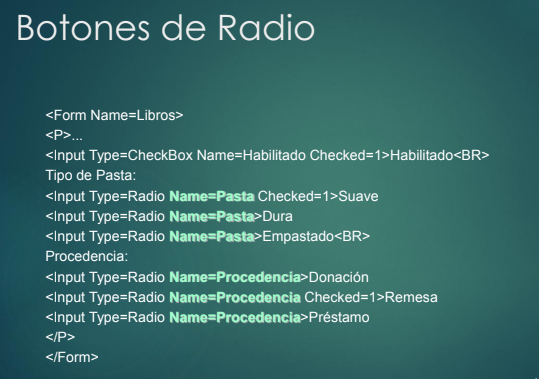 Botones de Radio
<Form Name=Libros>
<P>...
<Input Type=CheckBox Name=Habilitado Checked=1>Habilitado<BR>
Tipo de Pasta:
<Input Type=Radio Name=Pasta Checked=1>Suave
<Input Type=Radio Name=Pasta>Dura
<Input Type=Radio Name=Pasta>Empastado<BR>
Procedencia:
<Input Type=Radio Name=Procedencia>Donación
<Input Type=Radio Name=Procedencia Checked=1>Remesa
<Input Type=Radio Name=Procedencia>Préstamo
</P>
</Form>